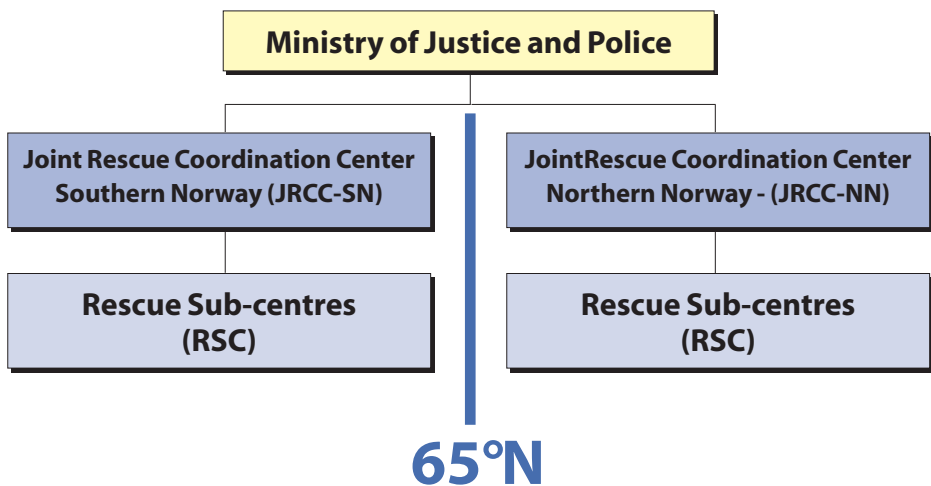 Ministry of Justice and Police
Joint Rescue Coordination Center
Southern Norway (JRCC-SN)
JointRescue Coordination Center
Northern Norway - (JRCC-NN)
Rescue Sub-centres
(RSC)
Rescue Sub-centres
(RSC)
65°N